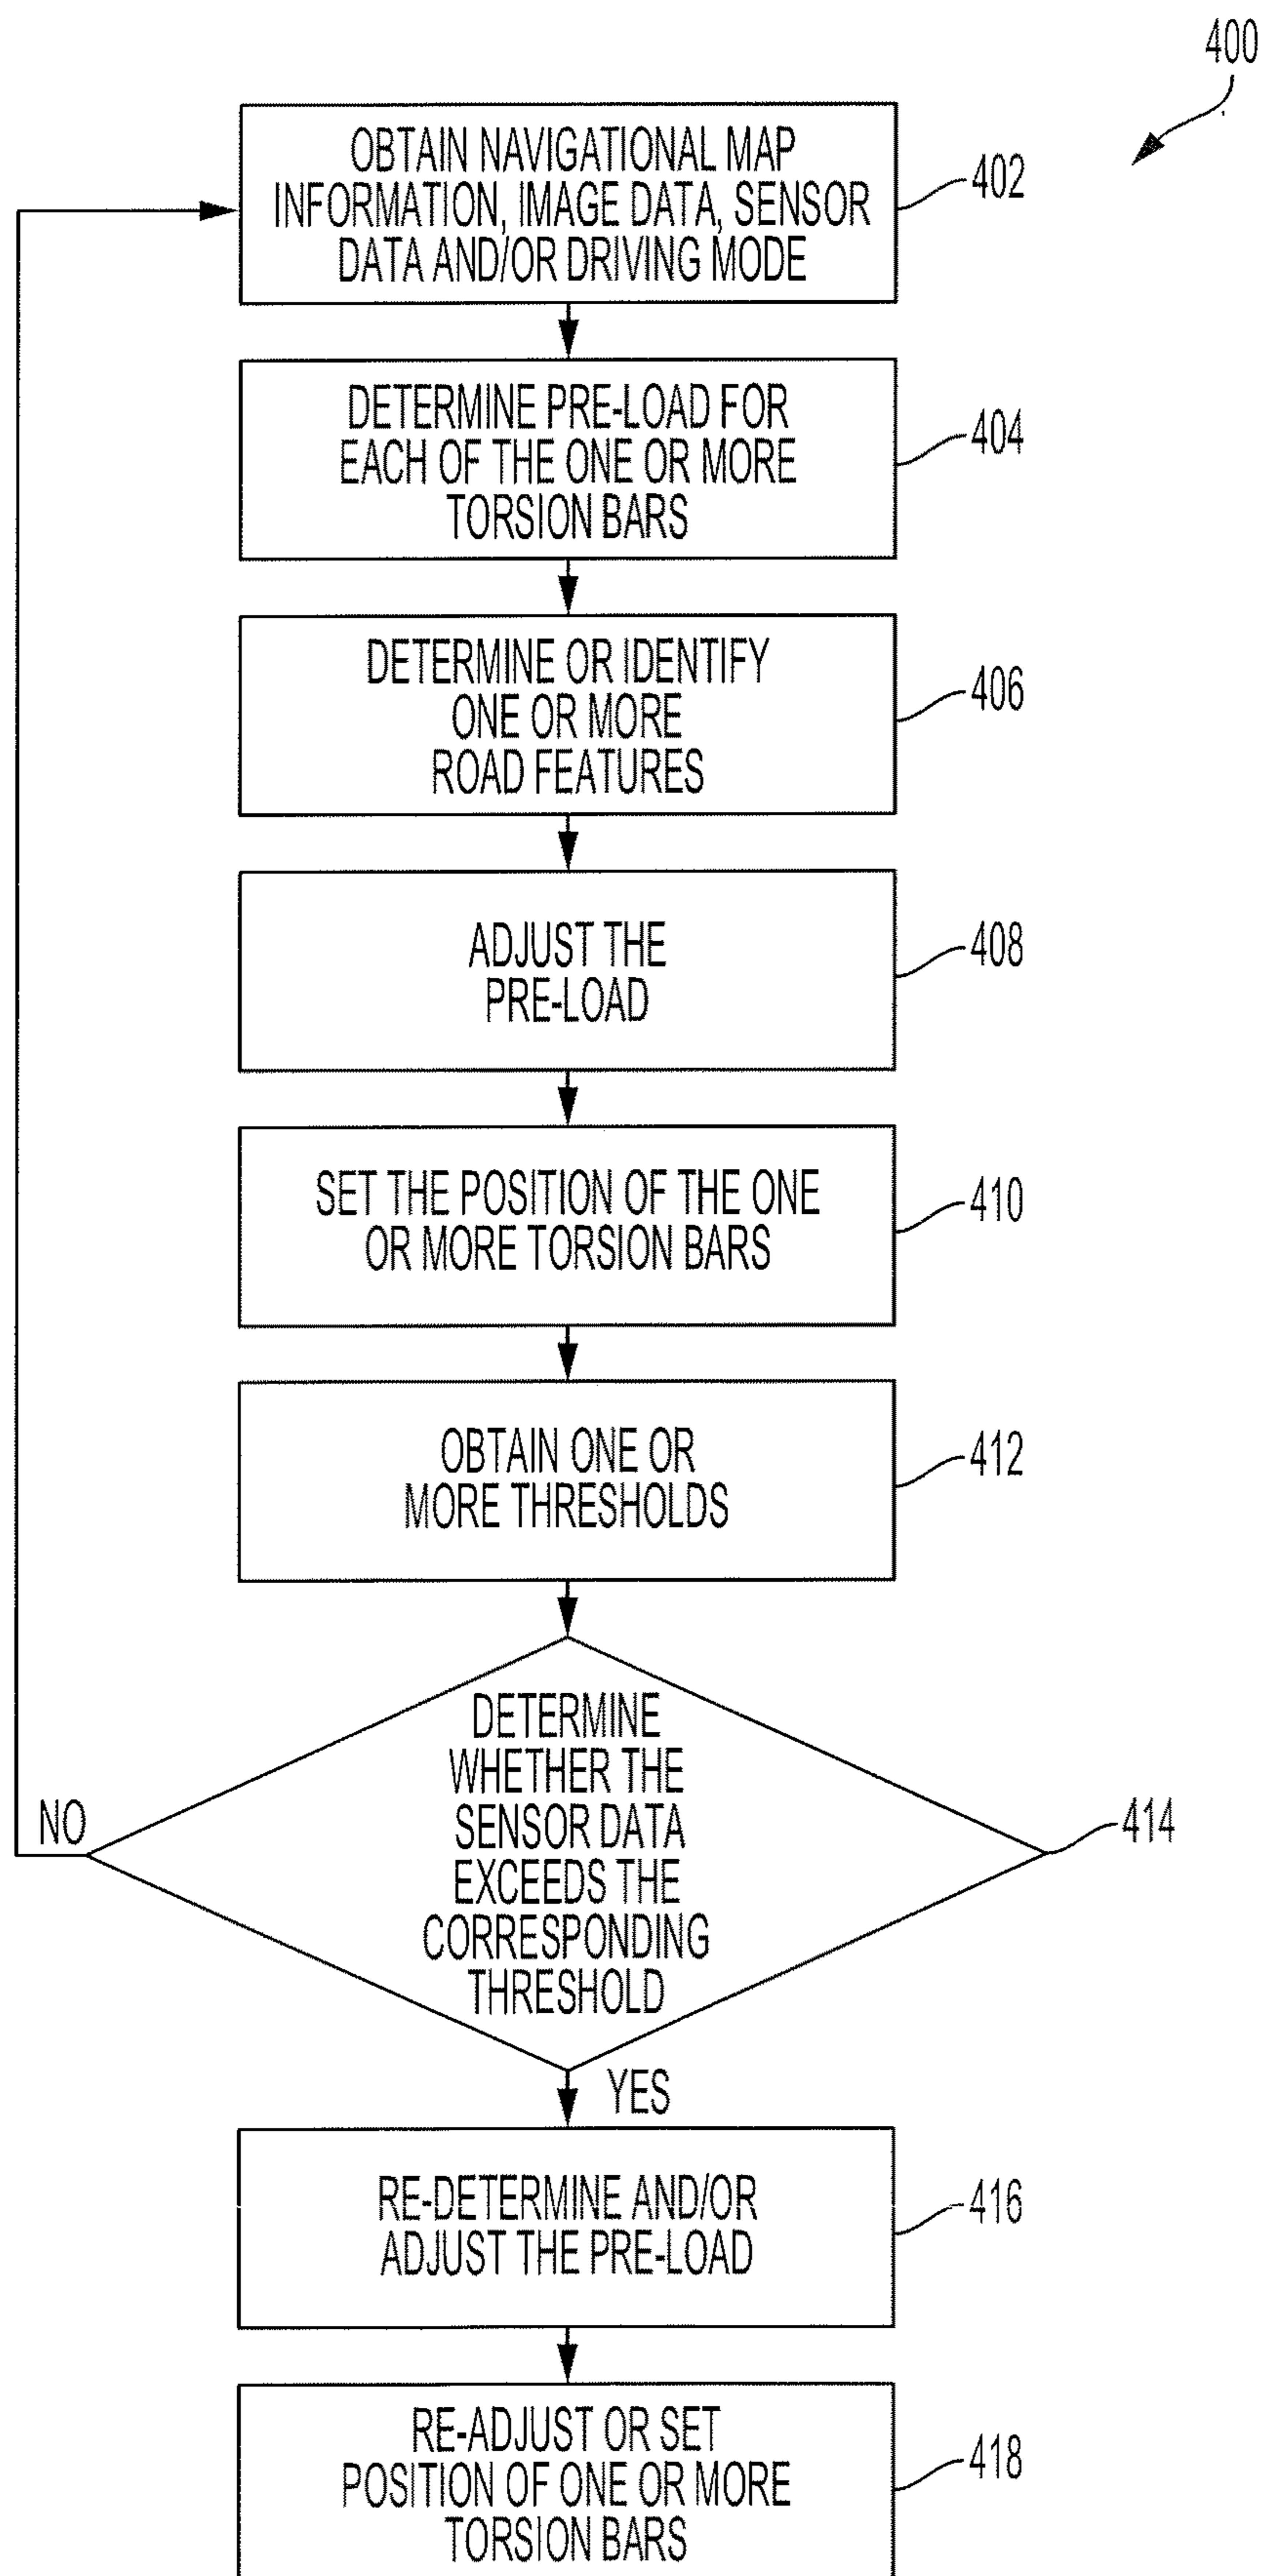 400
OBTAIN NAVIGATIONAL MAP
INFORMATION, IMAGE DATA, SENSOR
DATA AND/OR DRIVING MODE
402
DETERMINE PRE-LOAD FOR
EACH OF THE ONE OR MORE
TORSION BARS
404
DETERMINE OR IDENTIFY
ONE OR MORE
ROAD FEATURES
406
ADJUST THE
PRE-LOAD
408
SET THE POSITION OF THE ONE
OR MORE TORSION BARS
410
OBTAIN ONE OR
MORE THRESHOLDS
412
DETERMINE
WHETHER THE
SENSOR DATA
EXCEEDS THE
CORRESPONDING
THRESHOLD
414
NO
YES
RE-DETERMINE AND/OR
ADJUST THE PRE-LOAD
416
RE-ADJUST OR SET
POSITION OF ONE OR MORE
TORSION BARS
418